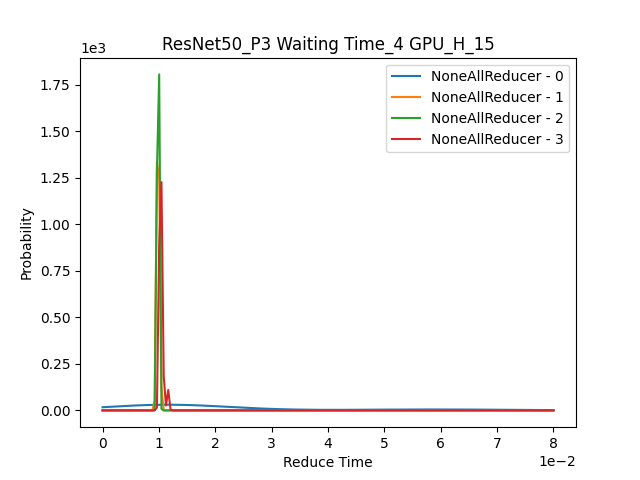 ResNet50_P3 Waiting Time_4 GPU_H_15
1e3
NoneAllReducer - 0
NoneAllReducer - 1
NoneAllReducer - 2
NoneAllReducer - 3
1.75
1.50
1.25
1.00
0.75
0.50
0.25
0.00
Probability
0 1 2 3 4 5 6 7 8
Reduce Time
1e−2